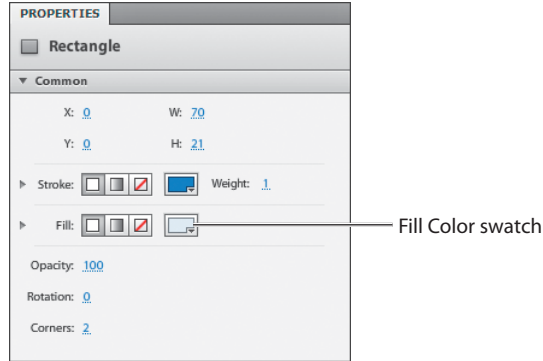 PROPERTIES
Rectangle
Common
X: 0 W: 70
Y: 0 H: 21
Stroke: Weight: 1
Fill: Fill Color swatch
Opacity: 100
Rotation: 0
Corners: 2